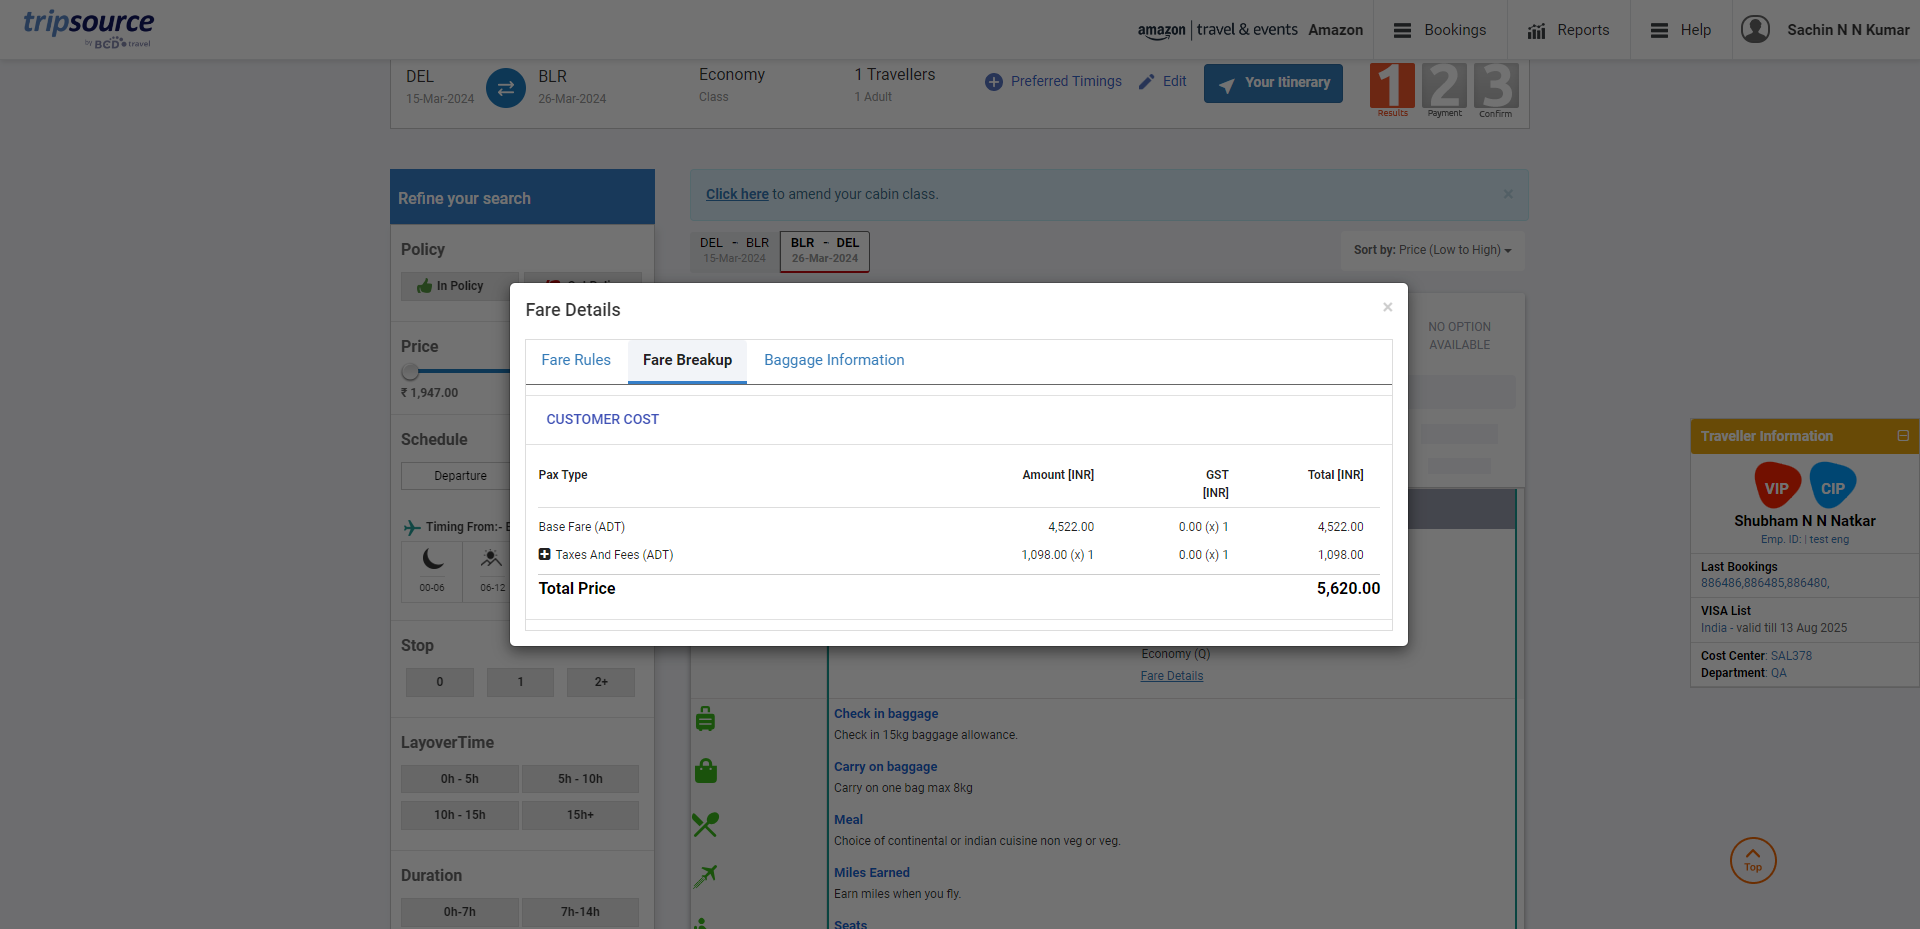 tripsource
by BCD travel
amazon | travel & events Amazon
Bookings
Reports
Help
Sachin N N Kumar
DEL
15-Mar-2024
BLR
26-Mar-2024
Economy
Class
1 Travellers
1 Adult
Preferred Timings
Edit
Your Itinerary
1 Results
2 Payment
3 Confirm
Refine your search
Click here to amend your cabin class. ×
DEL - BLR
15-Mar-2024
BLR - DEL
26-Mar-2024
Sort by: Price (Low to High)
Policy
In Policy
Price
₹ 1,947.00
Schedule
Departure
Timing From:-
00-06
06-12
Stop
0
1
2+
LayoverTime
0h - 5h
5h - 10h
10h - 15h
15h+
Duration
0h-7h
7h-14h
NO OPTION
AVAILABLE
Fare Details ×
Fare Rules
Fare Breakup
Baggage Information
CUSTOMER COST
Pax Type Amount [INR] GST [INR] Total [INR]
Base Fare (ADT) 4,522.00 0.00 (x) 1 4,522.00
Taxes And Fees (ADT) 1,098.00 (x) 1 0.00 (x) 1 1,098.00
Total Price 5,620.00
Economy (Q)
Fare Details
Check in baggage
Check in 15kg baggage allowance.
Carry on baggage
Carry on one bag max 8kg
Meal
Choice of continental or indian cuisine non veg or veg.
Miles Earned
Earn miles when you fly.
Seats
Traveller Information
VIP
CIP
Shubham N N Natkar
Emp. ID: | test eng
Last Bookings
886486,886485,886480,
VISA List
India - valid till 13 Aug 2025
Cost Center: SAL378
Department: QA
Top